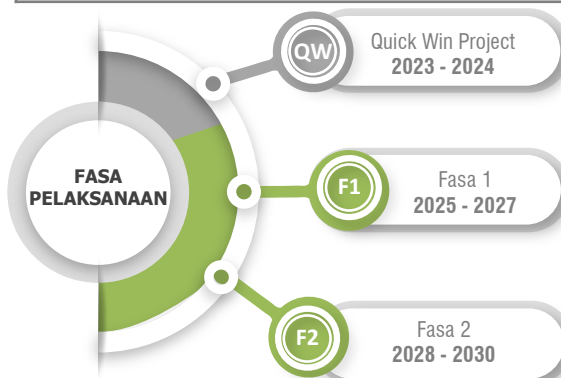 QW
Quick Win Project
2023 - 2024
FASA
PELAKSANAAN
F1
Fasa 1
2025 - 2027
F2
Fasa 2
2028 - 2030